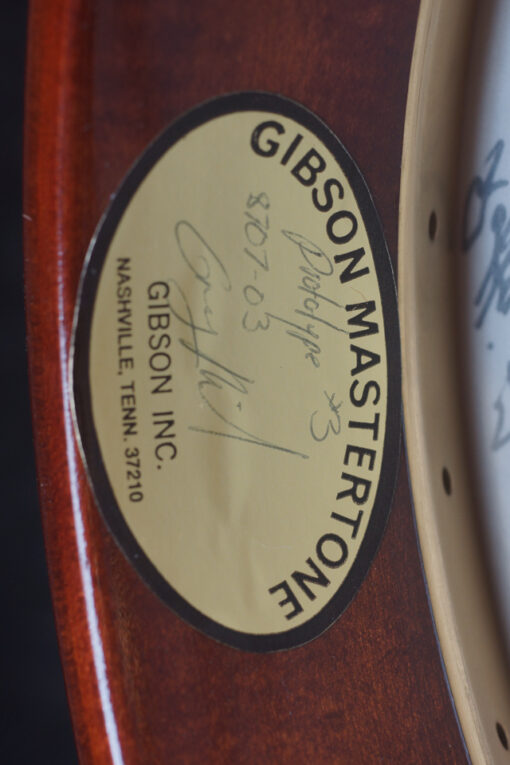 GIBSON MASTERTONE
Prototype #3
8707-03
GIBSON INC.
NASHVILLE, TENN. 37210